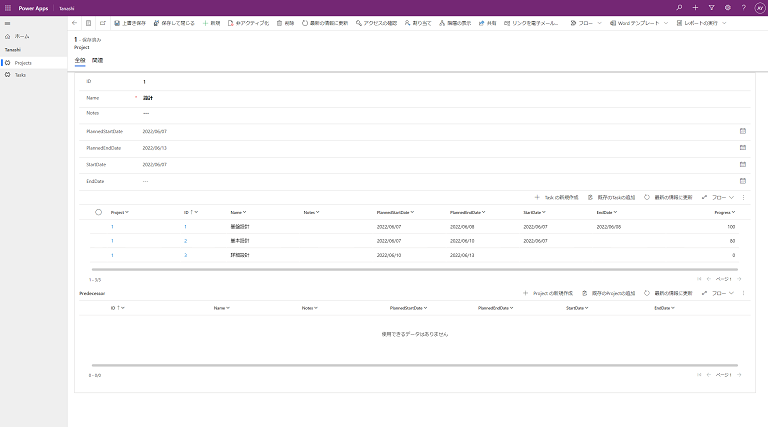 Power Apps Tanashi AY
上書き保存 保存して閉じる 新規 非アクティブ化 削除 最新の情報に更新 アクセスの確認 割り当て 階層の表示 共有 リンクを電子メール... フロー Word テンプレート レポートの実行
ホーム
Tanashi
Projects
Tasks
1 - 保存済み
Project
全般 関連
ID 1
Name * 設計
Notes ---
PlannedStartDate 2022/06/07
PlannedEndDate 2022/06/13
StartDate 2022/06/07
EndDate ---
Task の新規作成 既存のTaskの追加 最新の情報に更新 フロー
Project ID ↑ Name Notes PlannedStartDate PlannedEndDate StartDate EndDate Progress
1 1 基盤設計 2022/06/07 2022/06/08 2022/06/07 2022/06/08 100
1 2 基本設計 2022/06/07 2022/06/10 2022/06/07 80
1 3 詳細設計 2022/06/10 2022/06/13 0
1 - 3/3 ページ 1
Predecessor Project の新規作成 既存のProjectの追加 最新の情報に更新 フロー
ID ↑ Name Notes PlannedStartDate PlannedEndDate StartDate EndDate
使用できるデータはありません
0 - 0/0 ページ 1